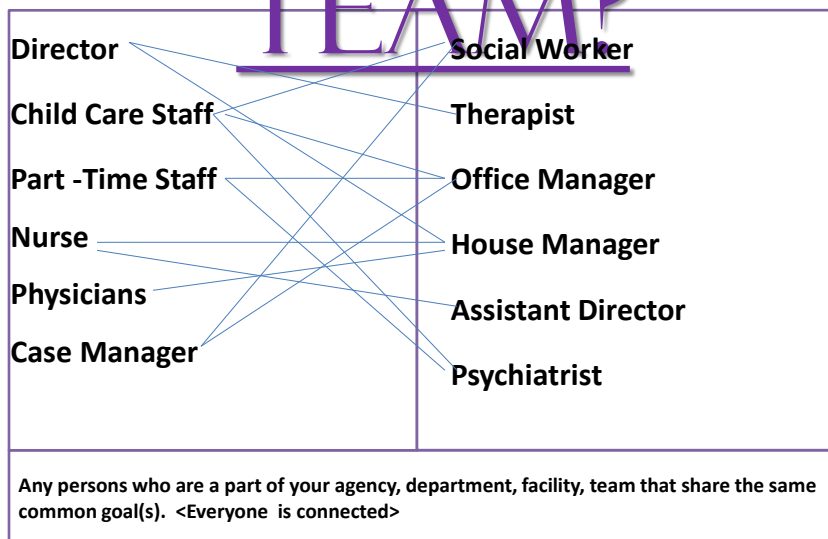 TEAM?
Director
Child Care Staff
Part -Time Staff
Nurse
Physicians
Case Manager
Social Worker
Therapist
Office Manager
House Manager
Assistant Director
Psychiatrist
Any persons who are a part of your agency, department, facility, team that share the same
common goal(s).  <Everyone  is connected>